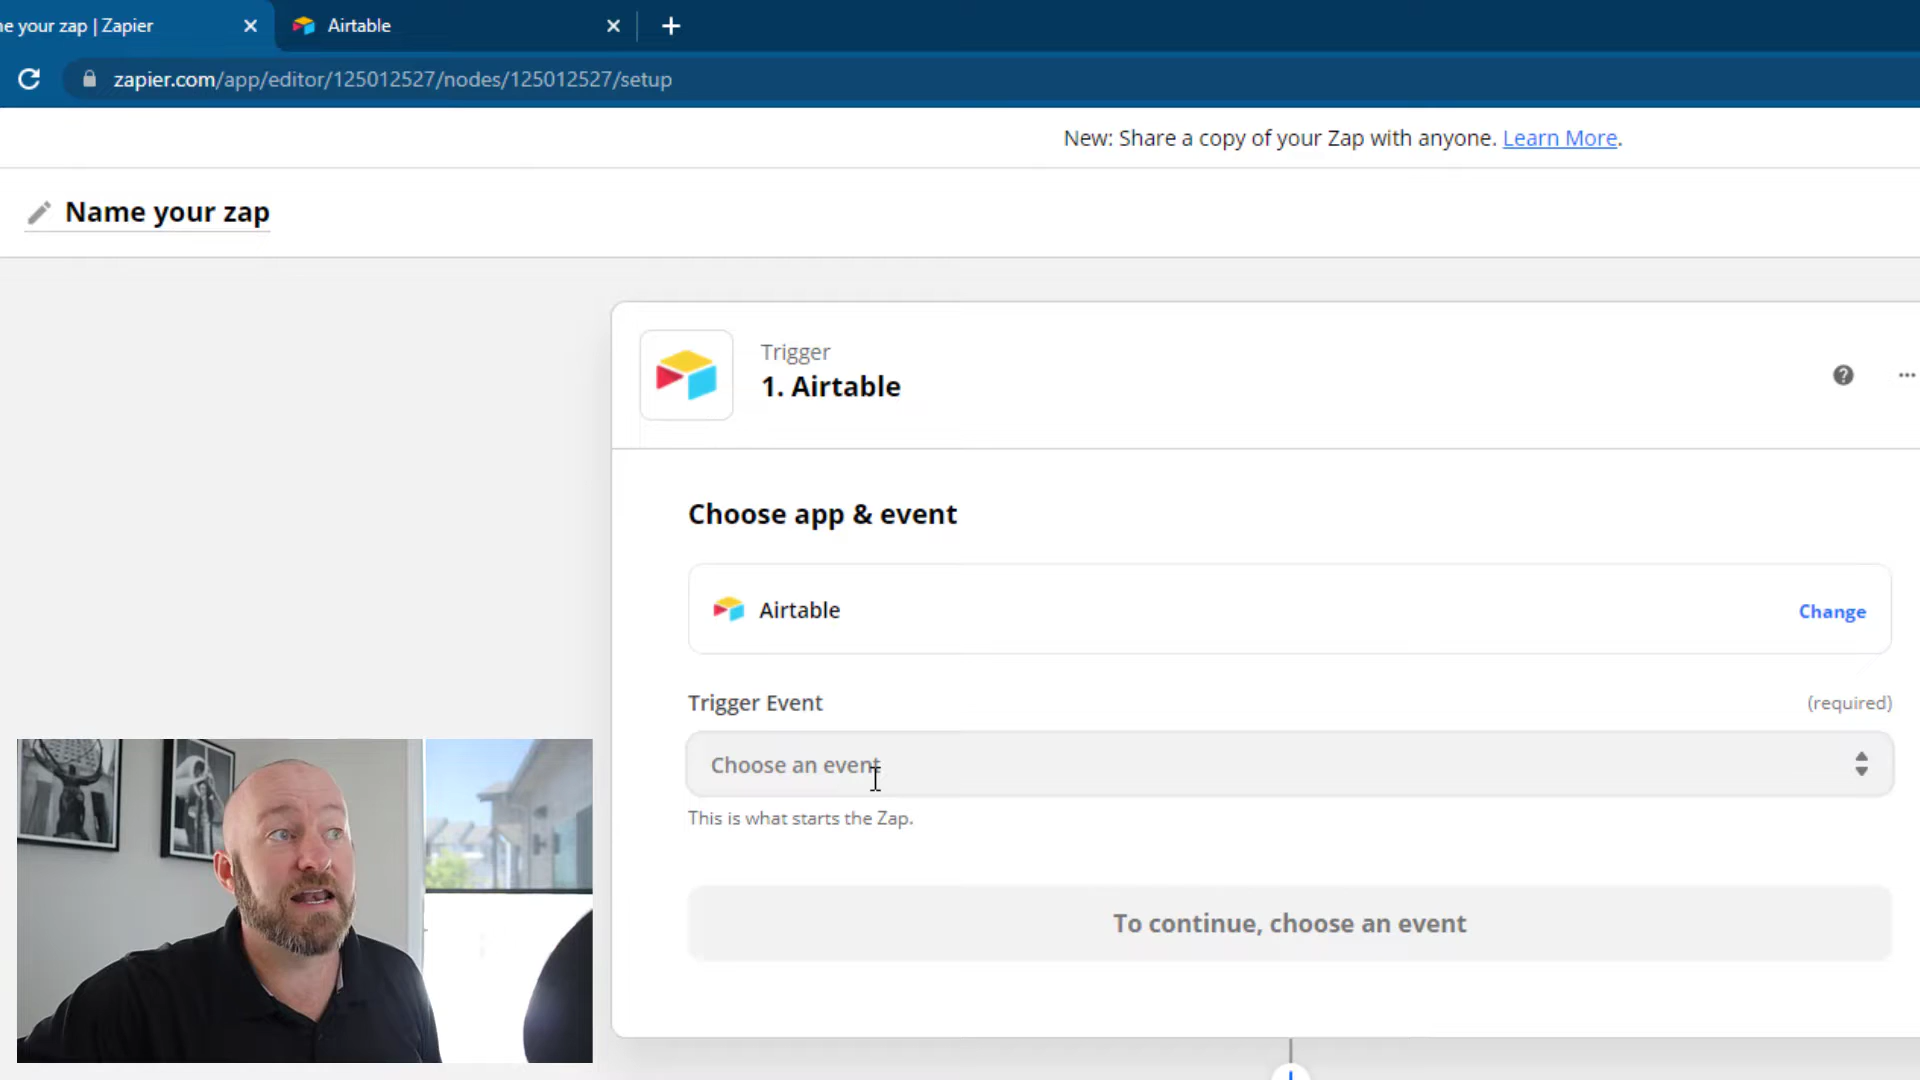 e your zap | Zapier
Airtable
zapier.com/app/editor/125012527/nodes/125012527/setup
New: Share a copy of your Zap with anyone. Learn More.
Name your zap
Trigger
1. Airtable
Choose app & event
Airtable
Change
Trigger Event
(required)
Choose an event
This is what starts the Zap.
To continue, choose an event